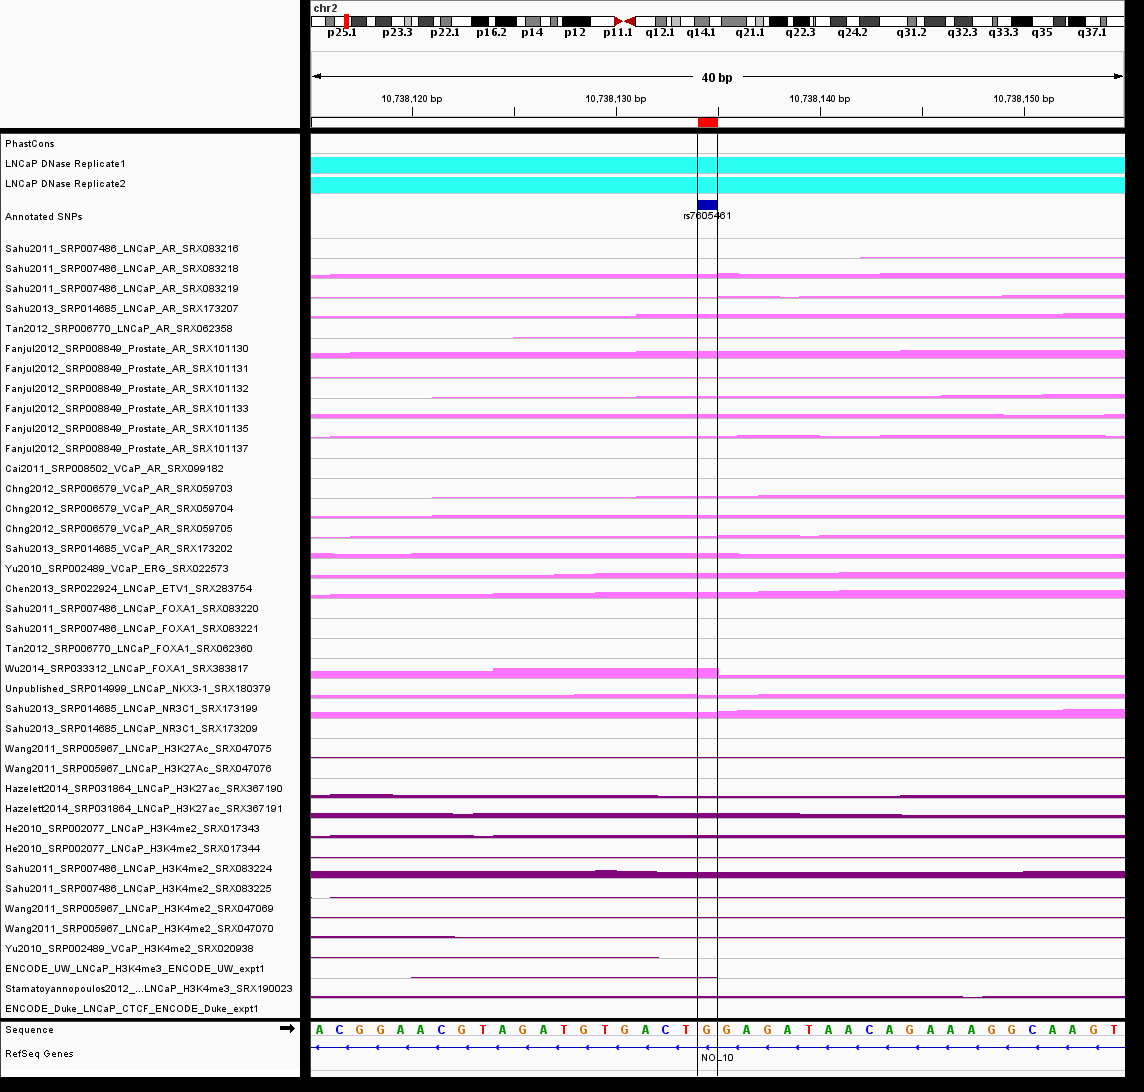 chr2
p25.1 p23.3 p22.1 p16.2 p14 p12 p11.1 q12.1 q14.1 q21.1 q22.3 q24.2 q31.2 q32.3 q33.3 q35 q37.1
40 bp
10,738,120 bp 10,738,130 bp 10,738,140 bp 10,738,150 bp
PhastCons
LNCaP DNase Replicate1
LNCaP DNase Replicate2
Annotated SNPs
rs7605461
Sahu2011_SRP007486_LNCaP_AR_SRX083216
Sahu2011_SRP007486_LNCaP_AR_SRX083218
Sahu2011_SRP007486_LNCaP_AR_SRX083219
Sahu2013_SRP014685_LNCaP_AR_SRX173207
Tan2012_SRP006770_LNCaP_AR_SRX062358
Fanjul2012_SRP008849_Prostate_AR_SRX101130
Fanjul2012_SRP008849_Prostate_AR_SRX101131
Fanjul2012_SRP008849_Prostate_AR_SRX101132
Fanjul2012_SRP008849_Prostate_AR_SRX101133
Fanjul2012_SRP008849_Prostate_AR_SRX101135
Fanjul2012_SRP008849_Prostate_AR_SRX101137
Cai2011_SRP008502_VCaP_AR_SRX099182
Chng2012_SRP006579_VCaP_AR_SRX059703
Chng2012_SRP006579_VCaP_AR_SRX059704
Chng2012_SRP006579_VCaP_AR_SRX059705
Sahu2013_SRP014685_VCaP_AR_SRX173202
Yu2010_SRP002489_VCaP_ERG_SRX022573
Chen2013_SRP022924_LNCaP_ETV1_SRX283754
Sahu2011_SRP007486_LNCaP_FOXA1_SRX083220
Sahu2011_SRP007486_LNCaP_FOXA1_SRX083221
Tan2012_SRP006770_LNCaP_FOXA1_SRX062360
Wu2014_SRP033312_LNCaP_FOXA1_SRX383817
Unpublished_SRP014999_LNCaP_NKX3-1_SRX180379
Sahu2013_SRP014685_LNCaP_NR3C1_SRX173199
Sahu2013_SRP014685_LNCaP_NR3C1_SRX173209
Wang2011_SRP005967_LNCaP_H3K27Ac_SRX047075
Wang2011_SRP005967_LNCaP_H3K27Ac_SRX047076
Hazelett2014_SRP031864_LNCaP_H3K27ac_SRX367190
Hazelett2014_SRP031864_LNCaP_H3K27ac_SRX367191
He2010_SRP002077_LNCaP_H3K4me2_SRX017343
He2010_SRP002077_LNCaP_H3K4me2_SRX017344
Sahu2011_SRP007486_LNCaP_H3K4me2_SRX083224
Sahu2011_SRP007486_LNCaP_H3K4me2_SRX083225
Wang2011_SRP005967_LNCaP_H3K4me2_SRX047069
Wang2011_SRP005967_LNCaP_H3K4me2_SRX047070
Yu2010_SRP002489_VCaP_H3K4me2_SRX020938
ENCODE_UW_LNCaP_H3K4me3_ENCODE_UW_expt1
Stamatoyannopoulos2012_...LNCaP_H3K4me3_SRX190023
ENCODE_Duke_LNCaP_CTCF_ENCODE_Duke_expt1
Sequence A C G G A A C G T A G A T G T G A C T G G A G A T A A C A G A A A G G C A A G T
RefSeq Genes
NOL10